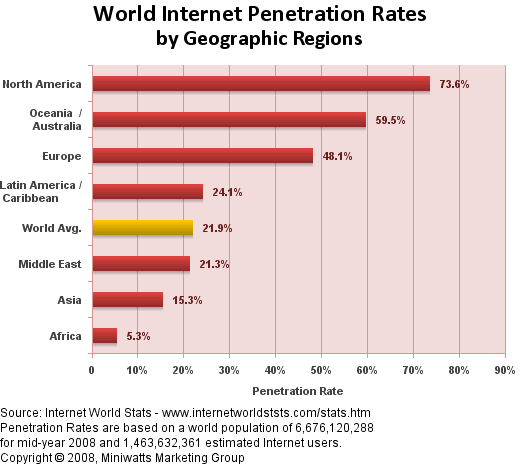 World Internet Penetration Rates
by Geographic Regions
North America
73.6%
Oceania /
Australia
59.5%
Europe
48.1%
Latin America /
Caribbean
24.1%
World Avg.
21.9%
Middle East
21.3%
Asia
15.3%
Africa
5.3%
0 10% 20% 30% 40% 50% 60% 70% 80% 90%
Penetration Rate
Source: Internet World Stats - www.internetworldststs.com/stats.htm
Penetration Rates are based on a world population of 6,676,120,288
for mid-year 2008 and 1,463,632,361 estimated Internet users.
Copyright © 2008, Miniwatts Marketing Group